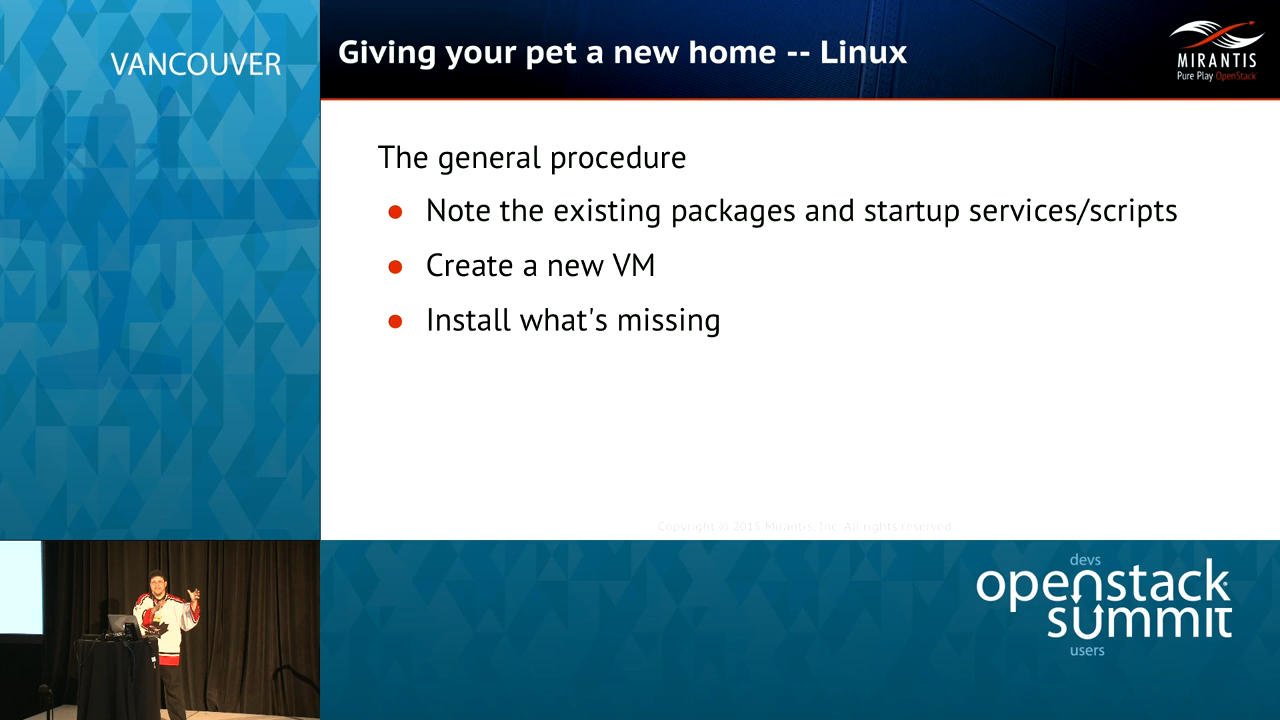 VANCOUVER
Giving your pet a new home -- Linux
MIRANTIS
Pure Play OpenStack
The general procedure
● Note the existing packages and startup services/scripts
● Create a new VM
● Install what's missing
Copyright © 2015 Mirantis, Inc. All rights reserved
devs
openstack
summit
users